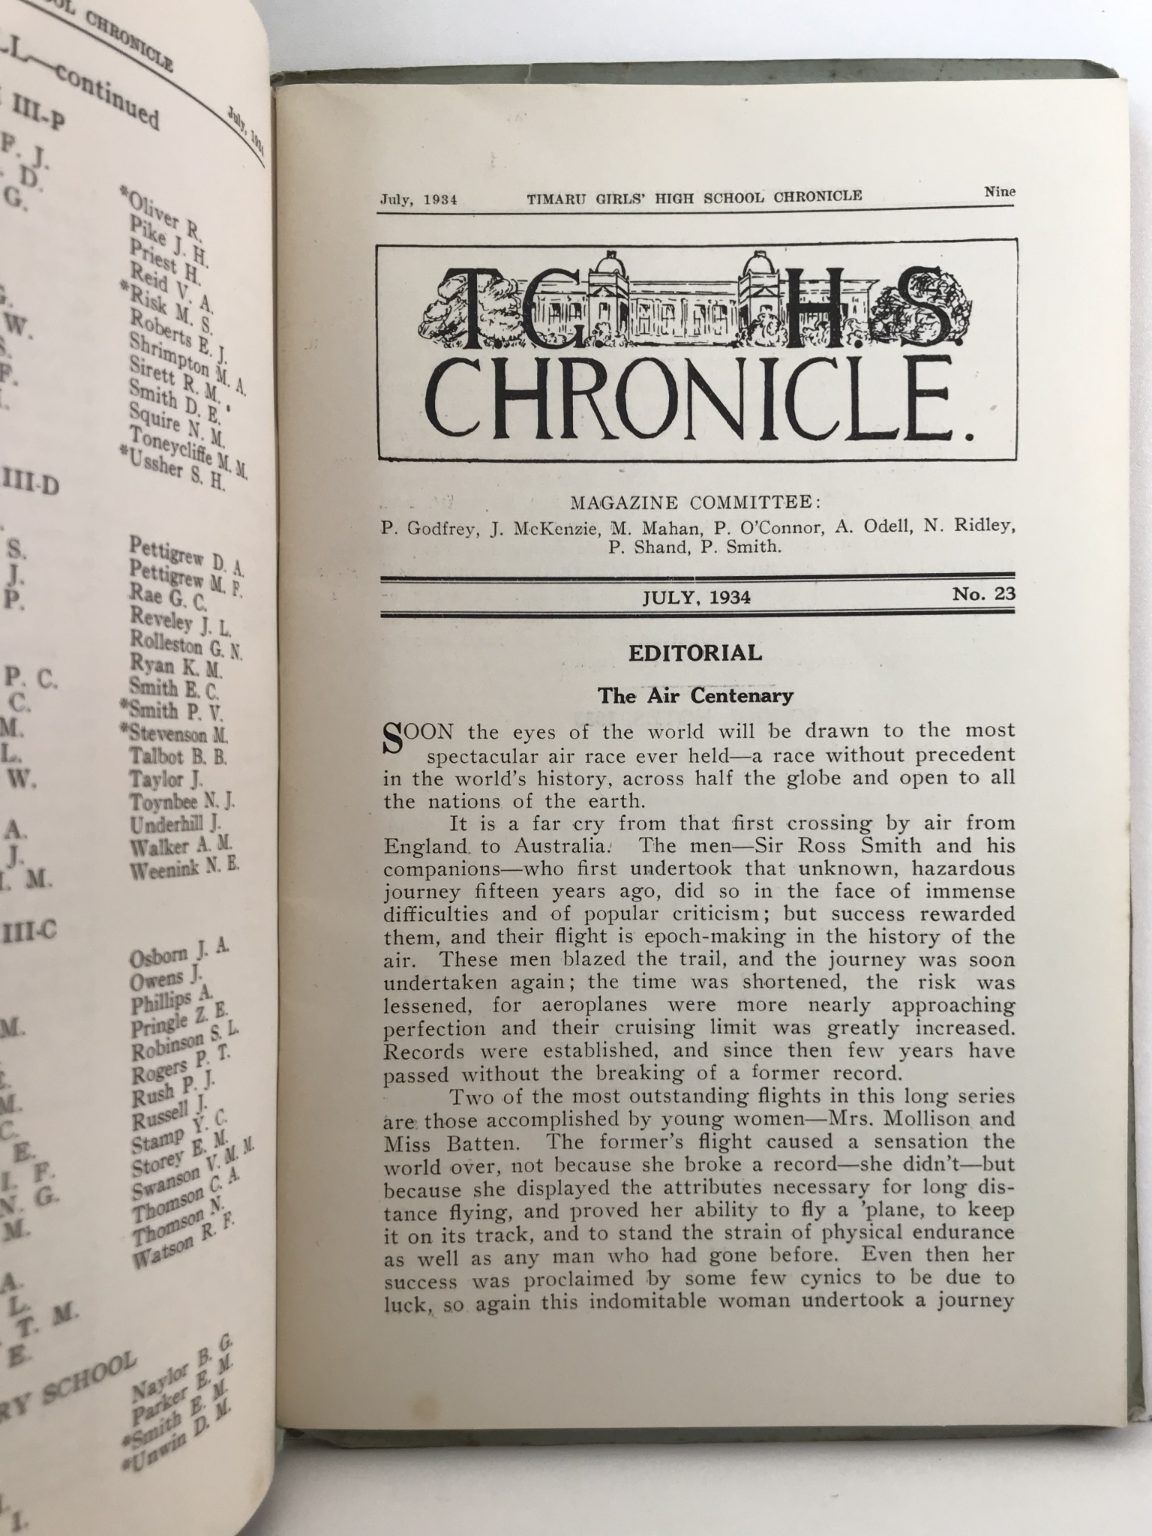 OOL CHRONICLE
July, 1934
LL—continued
III-P
F. J.
D.
G.
G.
W.
S.
F.
*Oliver R.
Pike J. H.
Priest H.
Reid V. A.
*Risk M. S.
Roberts E. J.
Shrimpton M. A.
Sirett R. M.
Smith D. E.
Squire N. M.
Toneycliffe M. M.
*Ussher S. H.
III-D
S.
J.
P.
P. C.
C.
M.
L.
W.
A.
J.
M.
Pettigrew D. A.
Pettigrew M. F.
Rae G. C.
Reveley J. L.
Rolleston G. N.
Ryan K. M.
Smith E. C.
*Smith P. V.
*Stevenson M.
Talbot B. B.
Taylor J.
Toynbee N. J.
Underhill J.
Walker A. M.
Weenink N. E.
III-C
M.
E.
M.
C.
E.
F.
N. G.
M.
A.
L.
T. M.
E.
Osborn J. A.
Owens J.
Phillips A.
Pringle Z. E.
Robinson S. L.
Rogers P. T.
Rush P. J.
Russell J.
Stamp Y. C.
Storey E. M.
Swanson V. M. M.
Thomson C. A.
Thomson N.
Watson R. F.
RY SCHOOL
I.
Naylor B. G.
Parker E. M.
*Smith E. M.
*Unwin D. M.
July, 1934 TIMARU GIRLS' HIGH SCHOOL CHRONICLE Nine
T.G. H.S.
CHRONICLE.
MAGAZINE COMMITTEE:
P. Godfrey, J. McKenzie, M. Mahan, P. O'Connor, A. Odell, N. Ridley,
P. Shand, P. Smith.
JULY, 1934 No. 23
EDITORIAL
The Air Centenary
SOON the eyes of the world will be drawn to the most
spectacular air race ever held—a race without precedent
in the world's history, across half the globe and open to all
the nations of the earth.
It is a far cry from that first crossing by air from
England to Australia. The men—Sir Ross Smith and his
companions—who first undertook that unknown, hazardous
journey fifteen years ago, did so in the face of immense
difficulties and of popular criticism; but success rewarded
them, and their flight is epoch-making in the history of the
air. These men blazed the trail, and the journey was soon
undertaken again; the time was shortened, the risk was
lessened, for aeroplanes were more nearly approaching
perfection and their cruising limit was greatly increased.
Records were established, and since then few years have
passed without the breaking of a former record.
Two of the most outstanding flights in this long series
are those accomplished by young women—Mrs. Mollison and
Miss Batten. The former's flight caused a sensation the
world over, not because she broke a record—she didn't—but
because she displayed the attributes necessary for long dis-
tance flying, and proved her ability to fly a 'plane, to keep
it on its track, and to stand the strain of physical endurance
as well as any man who had gone before. Even then her
success was proclaimed by some few cynics to be due to
luck, so again this indomitable woman undertook a journey